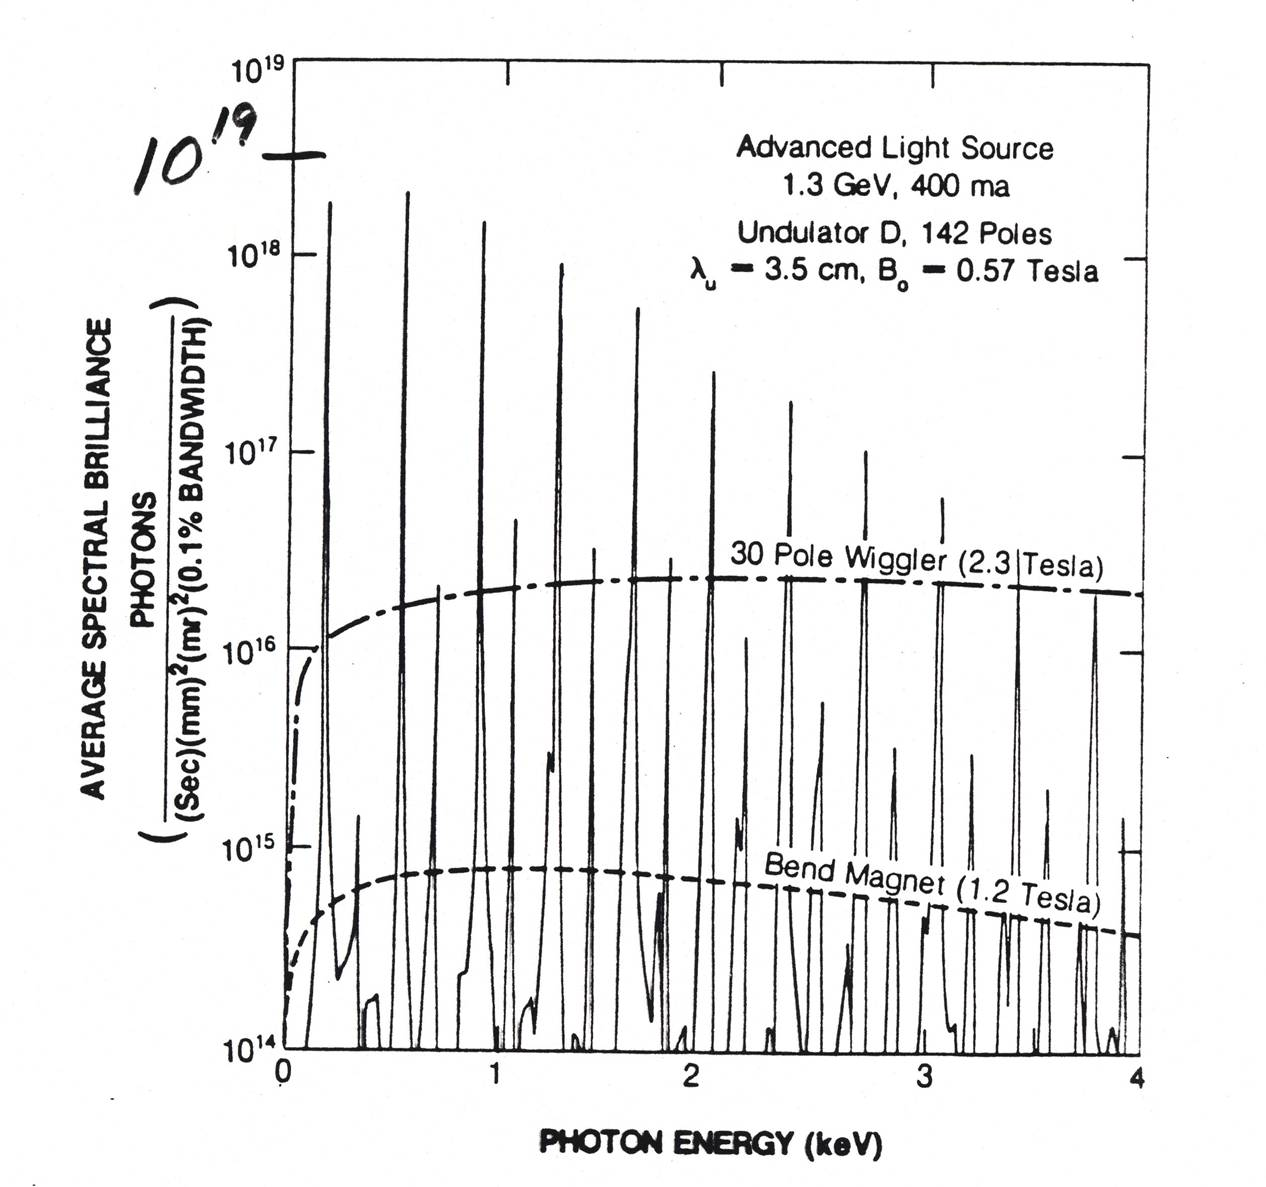 10¹⁹
10¹⁹
Advanced Light Source
1.3 GeV, 400 ma
Undulator D, 142 Poles
λᵤ = 3.5 cm, Bₒ = 0.57 Tesla
10¹⁸
10¹⁷
30 Pole Wiggler (2.3 Tesla)
10¹⁶
10¹⁵
Bend Magnet (1.2 Tesla)
10¹⁴
0 1 2 3 4
PHOTON ENERGY (keV)
AVERAGE SPECTRAL BRILLIANCE
( PHOTONS
(Sec)(mm)²(mr)²(0.1% BANDWIDTH) )